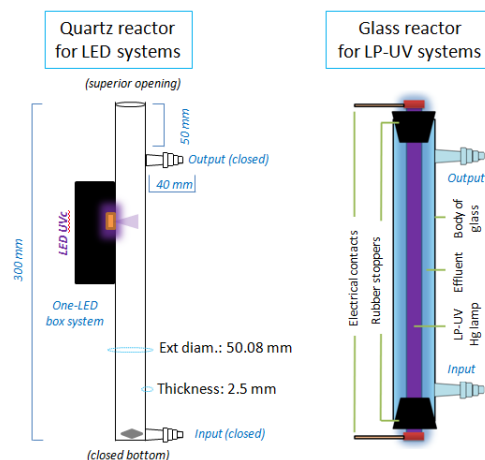 Quartz reactor
for LED systems
(superior opening)
50 mm
Output (closed)
40 mm
300 mm
LED UVc
One-LED
box system
Ext diam.: 50.08 mm
Thickness: 2.5 mm
Input (closed)
(closed bottom)
Glass reactor
for LP-UV systems
Output
Electrical contacts
Rubber stoppers
Body of
glass
Effluent
LP-UV
Hg lamp
Input